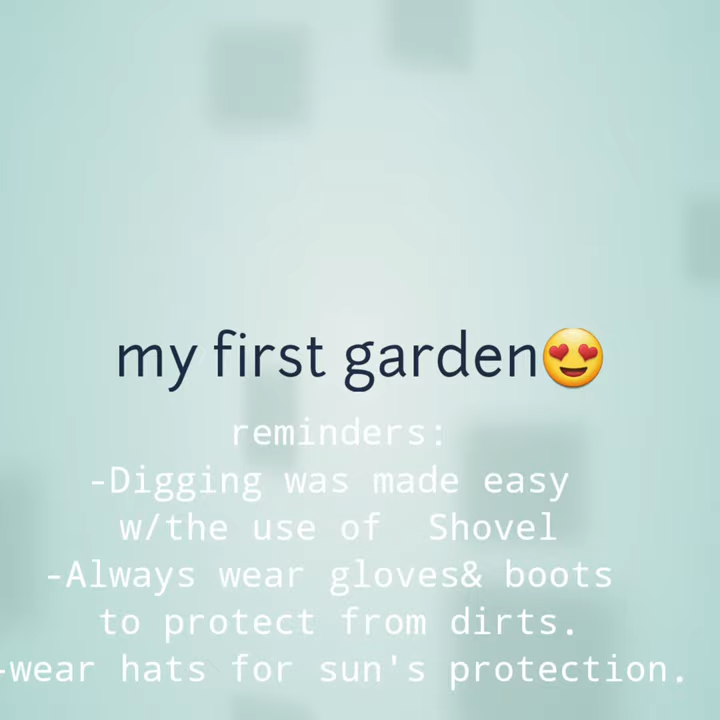 my first garden😍
reminders:
-Digging was made easy
w/the use of  Shovel
-Always wear gloves& boots
to protect from dirts.
-wear hats for sun's protection.